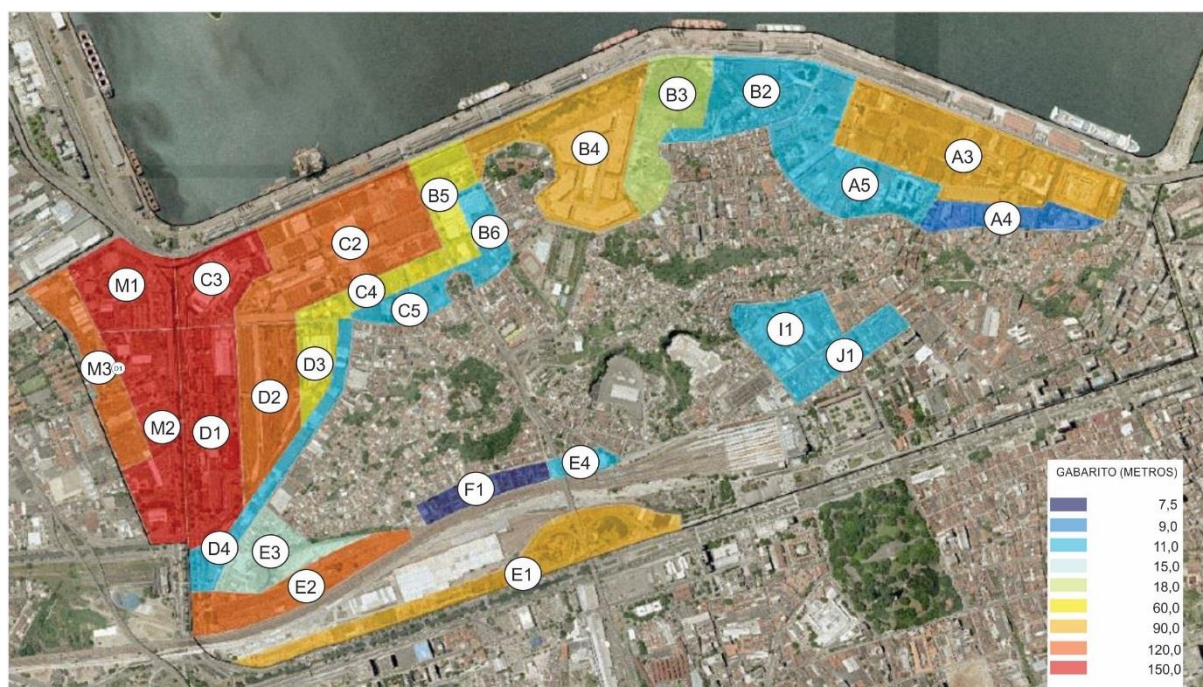 B3
B2
B4
A3
A5
B5
A4
B6
C2
C3
M1
C4
C5
I1
J1
D3
M3
D1
D2
M2
D1
E4
F1
D4
E3
E2
E1
GABARITO (METROS)
7,5
9,0
11,0
15,0
18,0
60,0
90,0
120,0
150,0